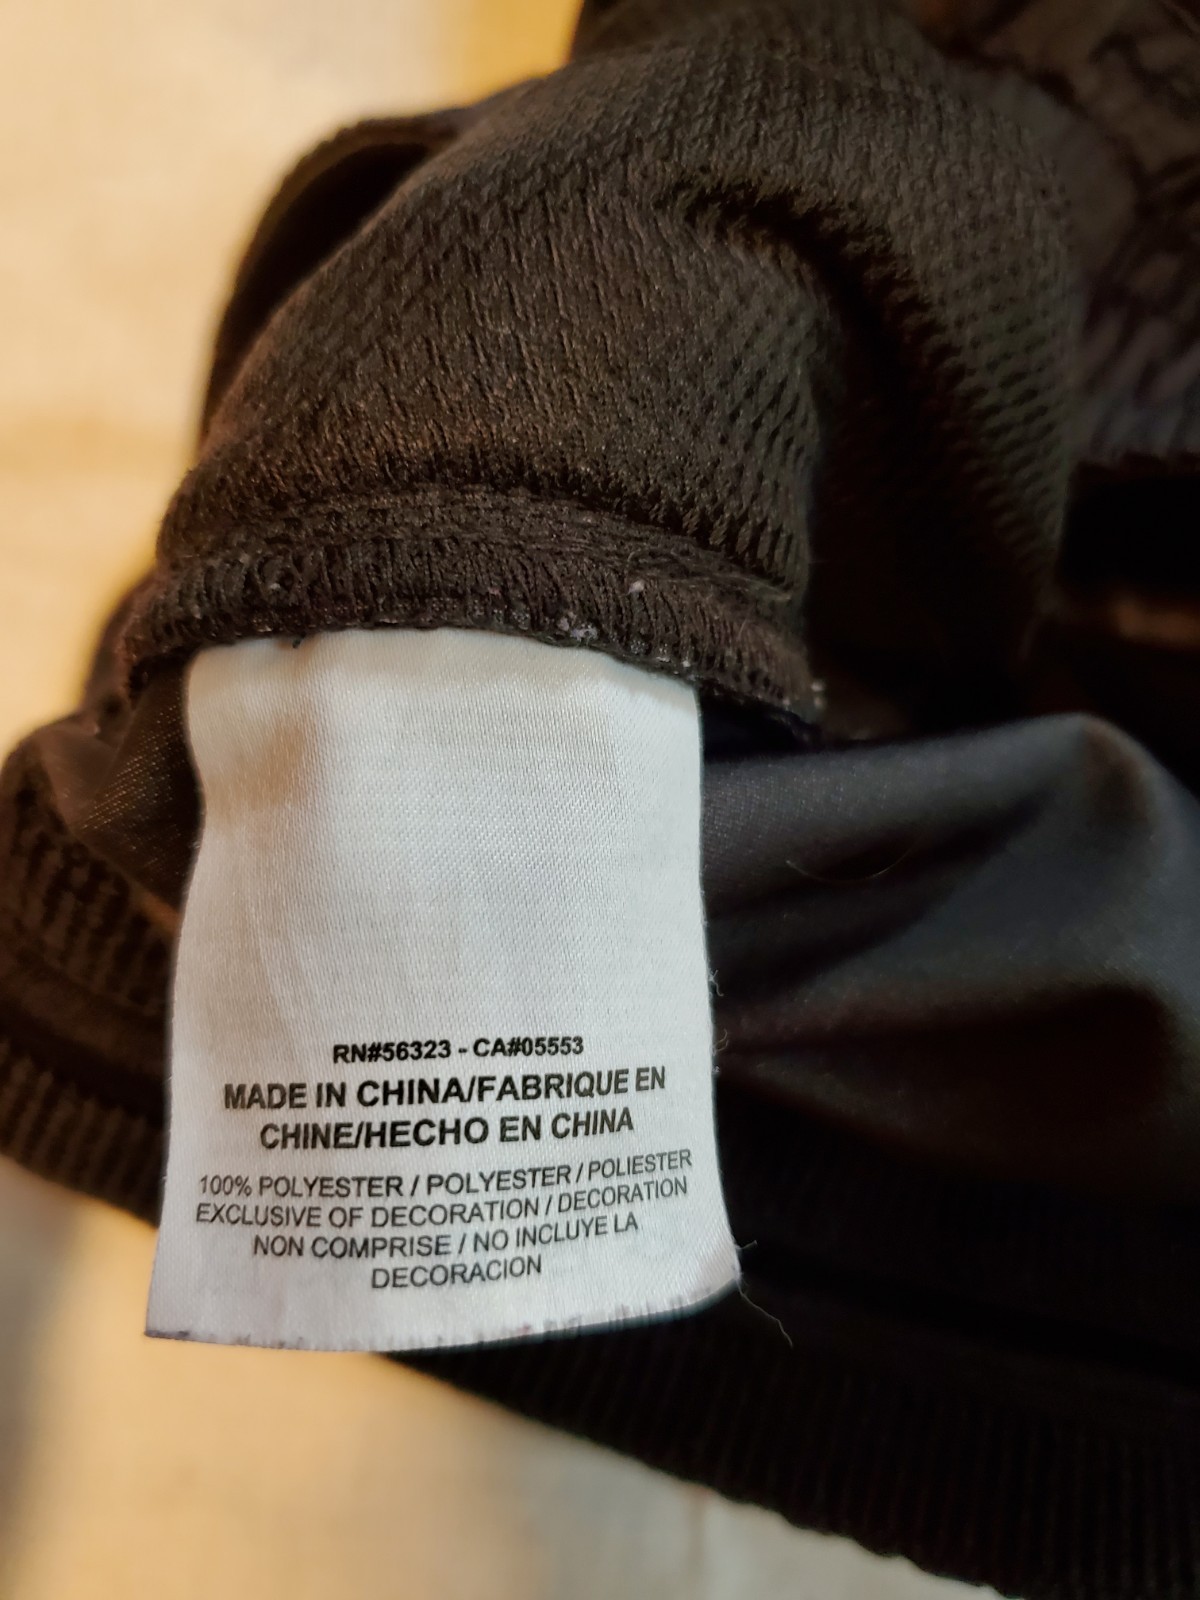 RN#56323 - CA#05553
MADE IN CHINA/FABRIQUE EN
CHINE/HECHO EN CHINA
100% POLYESTER / POLYESTER / POLIESTER
EXCLUSIVE OF DECORATION / DECORATION
NON COMPRISE / NO INCLUYE LA
DECORACION